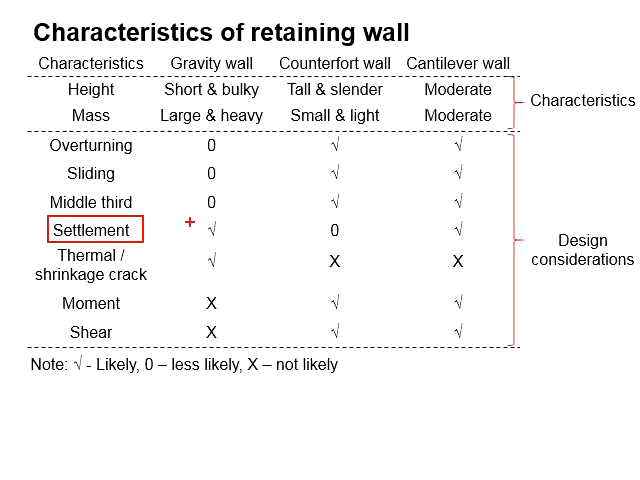 Characteristics of retaining wall
Characteristics Gravity wall Counterfort wall Cantilever wall
Height Short & bulky Tall & slender Moderate
Mass Large & heavy Small & light Moderate
Characteristics
Overturning 0 √ √
Sliding 0 √ √
Middle third 0 √ √
Settlement √ 0 √
Thermal /
shrinkage crack √ X X
Moment X √ √
Shear X √ √
Design
considerations
Note: √ - Likely, 0 – less likely, X – not likely